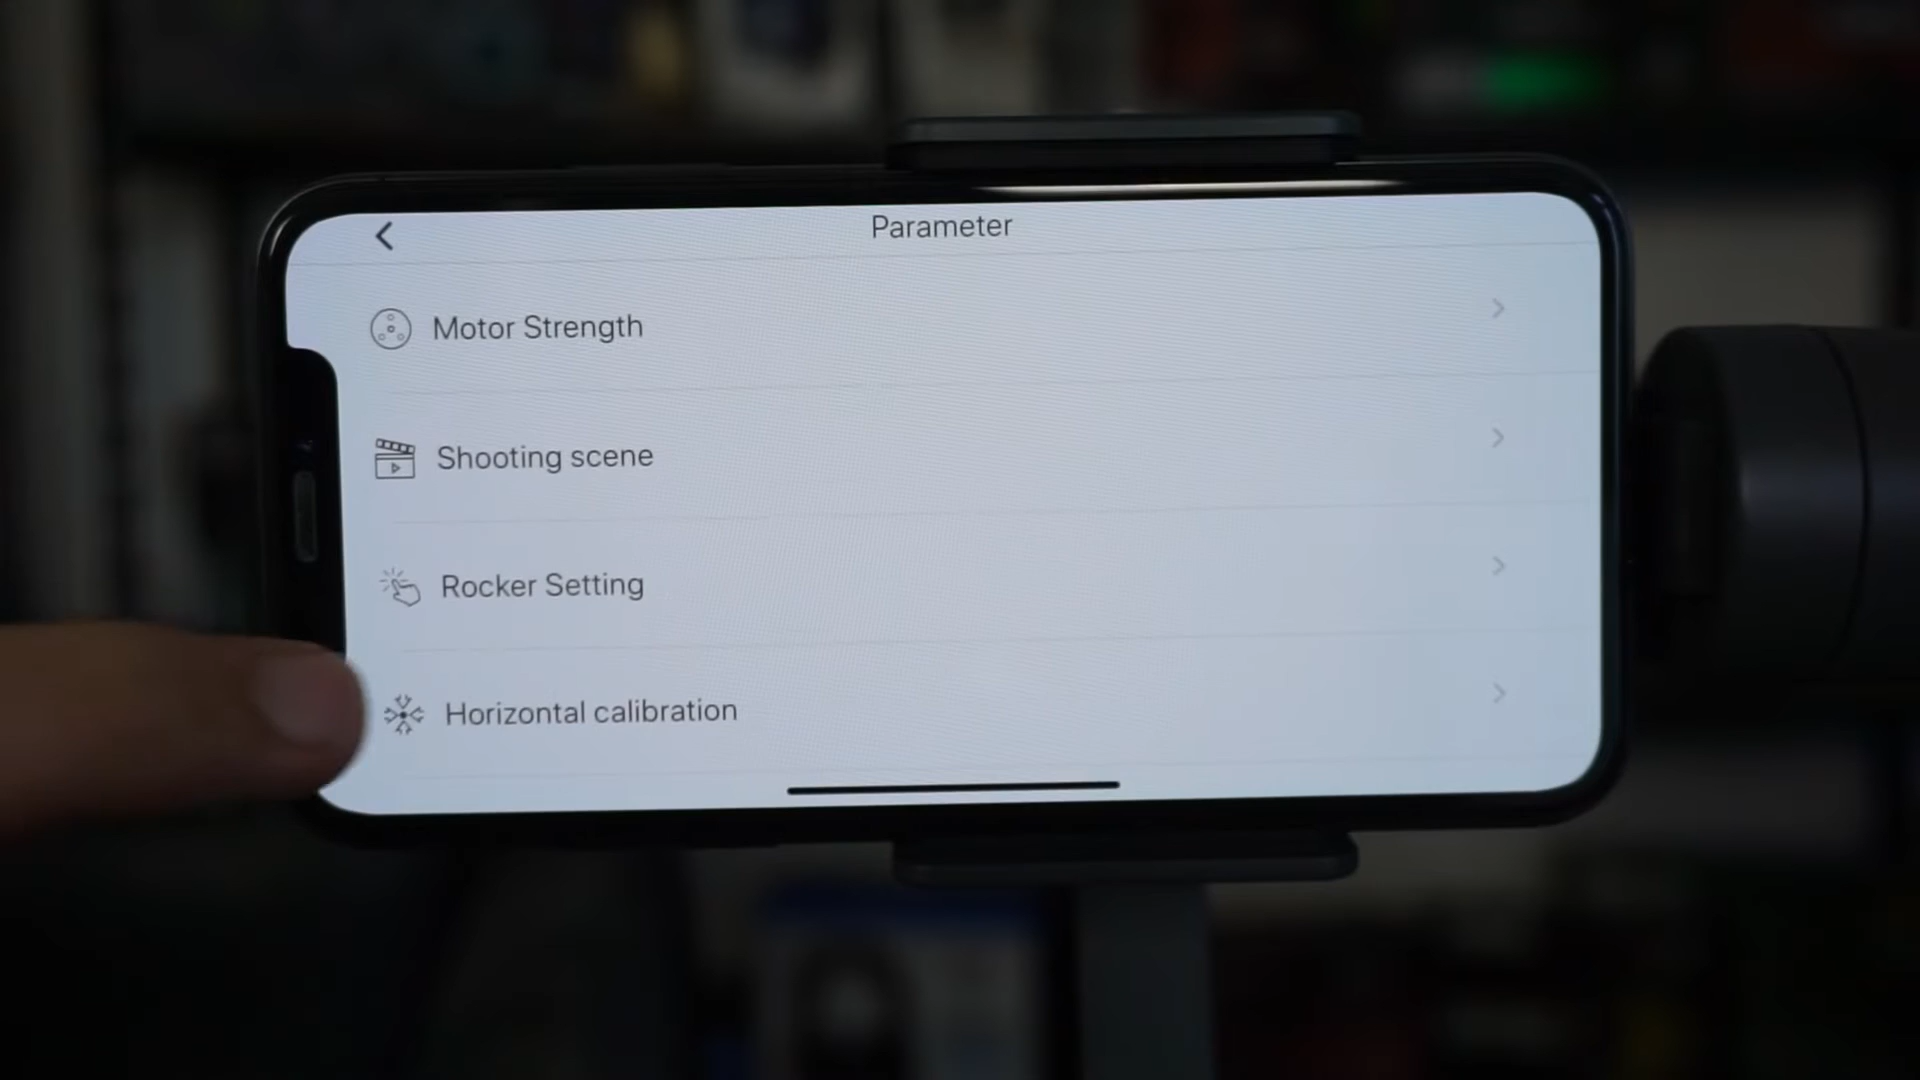 Parameter
Motor Strength
Shooting scene
Rocker Setting
Horizontal calibration